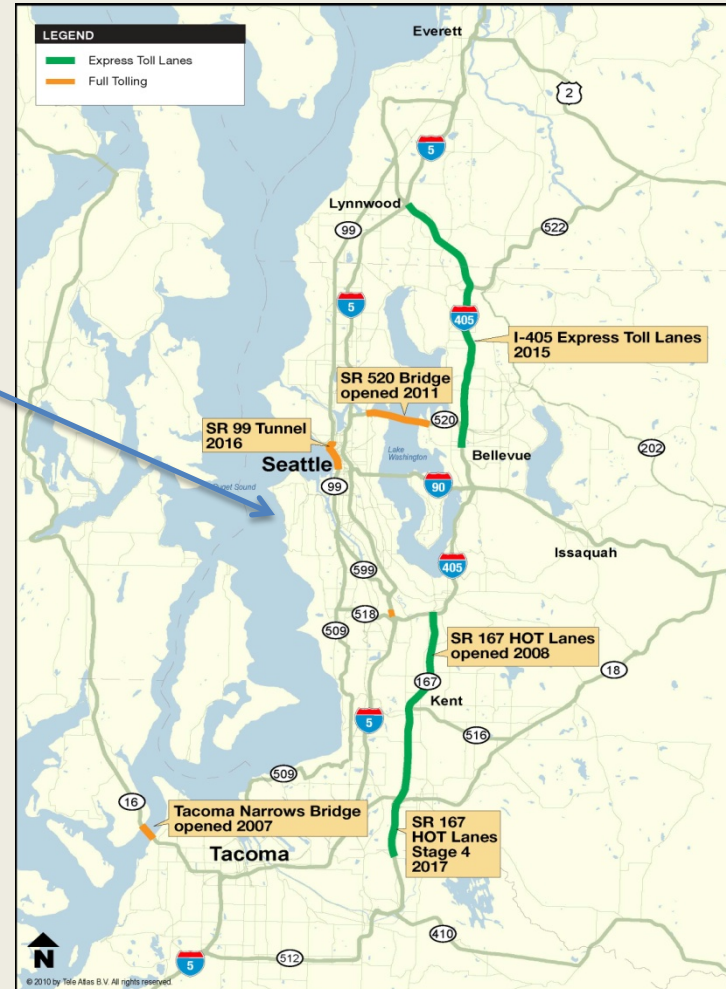 LEGEND
Express Toll Lanes
Full Tolling
Everett
2
5
Lynnwood
99
522
5
405
I-405 Express Toll Lanes
2015
SR 520 Bridge
opened 2011
520
SR 99 Tunnel
2016
Seattle
Lake
Washington
Bellevue
202
99
90
Puget Sound
Issaquah
599
405
518
509
SR 167 HOT Lanes
opened 2008
18
167
Kent
5
516
509
16
Tacoma Narrows Bridge
opened 2007
SR 167
HOT Lanes
Stage 4
2017
Tacoma
410
N
5
512
© 2010 by Tele Atlas B.V. All rights reserved.